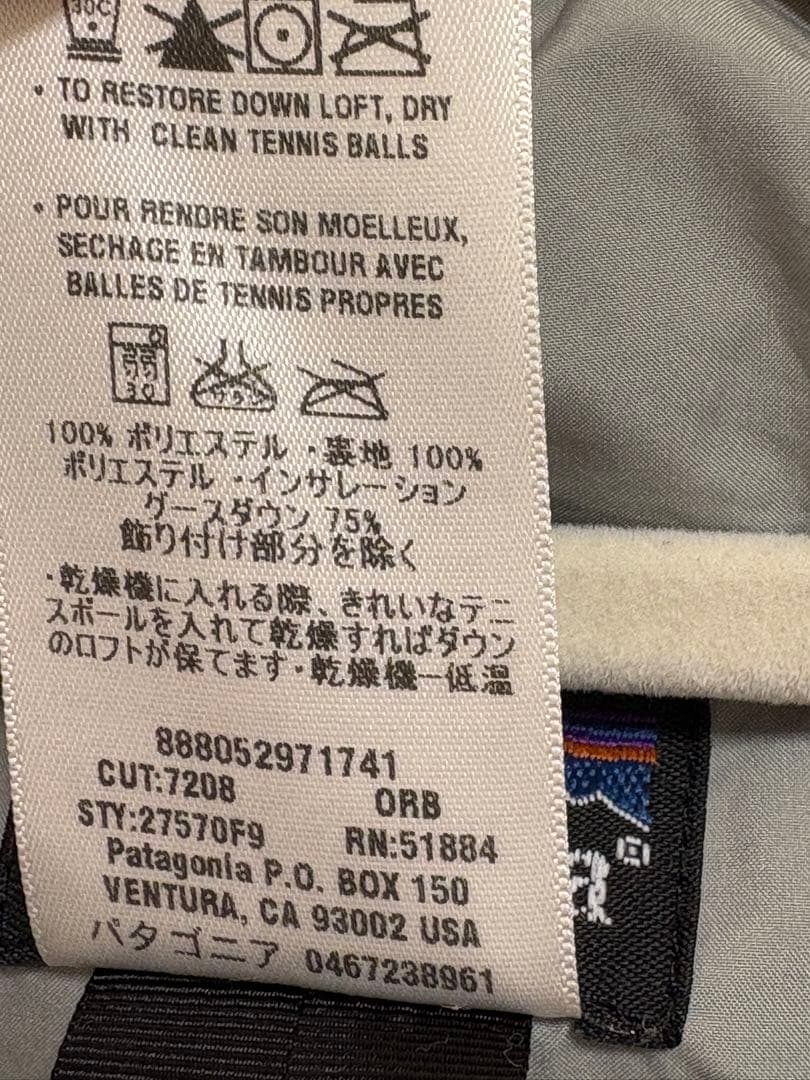 30C
• TO RESTORE DOWN LOFT, DRY
WITH CLEAN TENNIS BALLS
• POUR RENDRE SON MOELLEUX,
SECHAGE EN TAMBOUR AVEC
BALLES DE TENNIS PROPRES
弱
30
100% ポリエステル ・裏地 100%
ポリエステル ・インサレーション
グースダウン 75%
飾り付け部分を除く
・乾燥機に入れる際、きれいなテニ
スボールを入れて乾燥すればダウン
のロフトが保てます・乾燥機ー低温
888052971741
CUT:7208 ORB
STY:27570F9 RN:51884
Patagonia P.O. BOX 150
VENTURA, CA 93002 USA
パタゴニア 0467238961